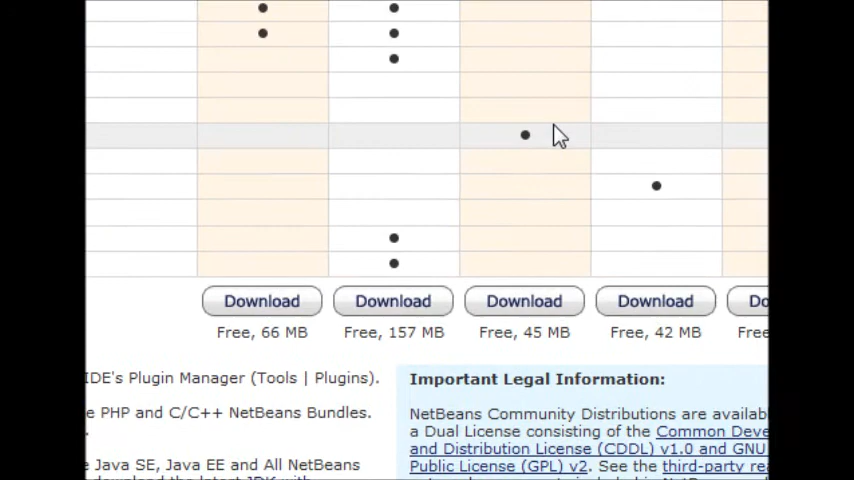 Download Download Download Download Do
Free, 66 MB Free, 157 MB Free, 45 MB Free, 42 MB Free
IDE's Plugin Manager (Tools | Plugins).
e PHP and C/C++ NetBeans Bundles.
.
e Java SE, Java EE and All NetBeans
Important Legal Information:
NetBeans Community Distributions are availab
a Dual License consisting of the Common Deve
and Distribution License (CDDL) v1.0 and GNU
Public License (GPL) v2. See the third-party rea